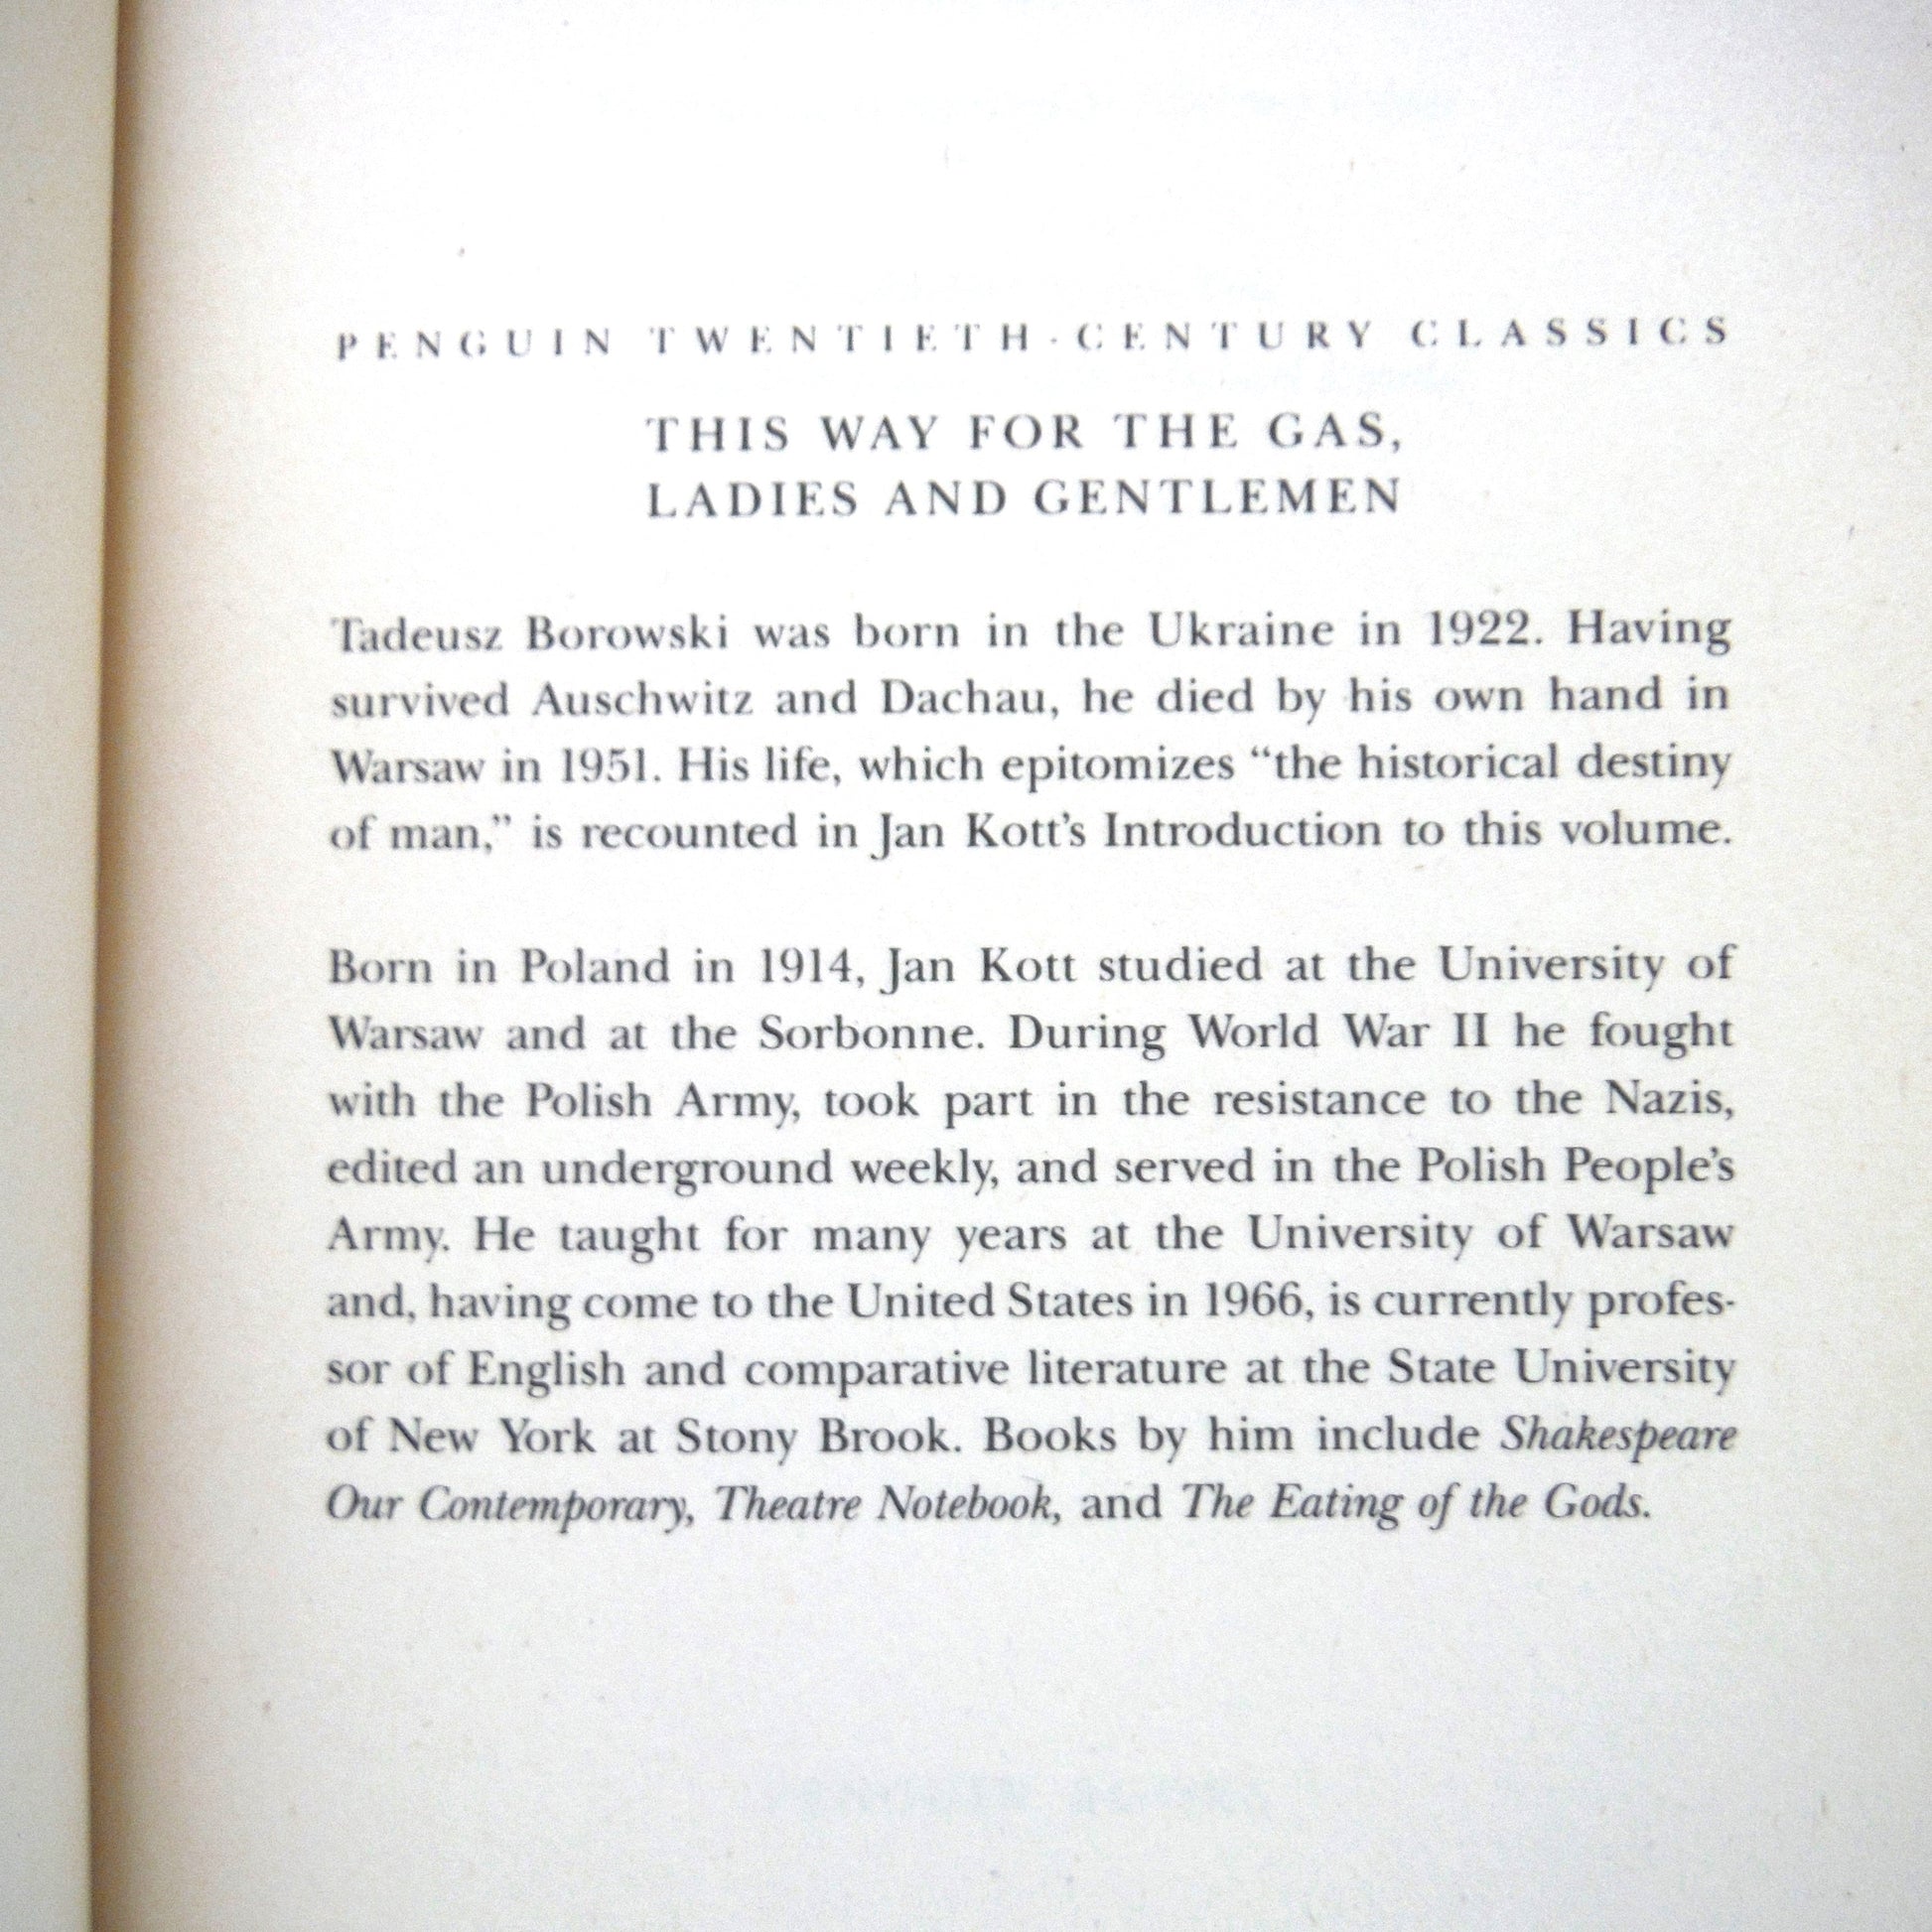 PENGUIN TWENTIETH-CENTURY CLASSICS
THIS WAY FOR THE GAS,
LADIES AND GENTLEMEN
Tadeusz Borowski was born in the Ukraine in 1922. Having
survived Auschwitz and Dachau, he died by his own hand in
Warsaw in 1951. His life, which epitomizes “the historical destiny
of man,” is recounted in Jan Kott’s Introduction to this volume.
Born in Poland in 1914, Jan Kott studied at the University of
Warsaw and at the Sorbonne. During World War II he fought
with the Polish Army, took part in the resistance to the Nazis,
edited an underground weekly, and served in the Polish People’s
Army. He taught for many years at the University of Warsaw
and, having come to the United States in 1966, is currently profes-
sor of English and comparative literature at the State University
of New York at Stony Brook. Books by him include Shakespeare
Our Contemporary, Theatre Notebook, and The Eating of the Gods.